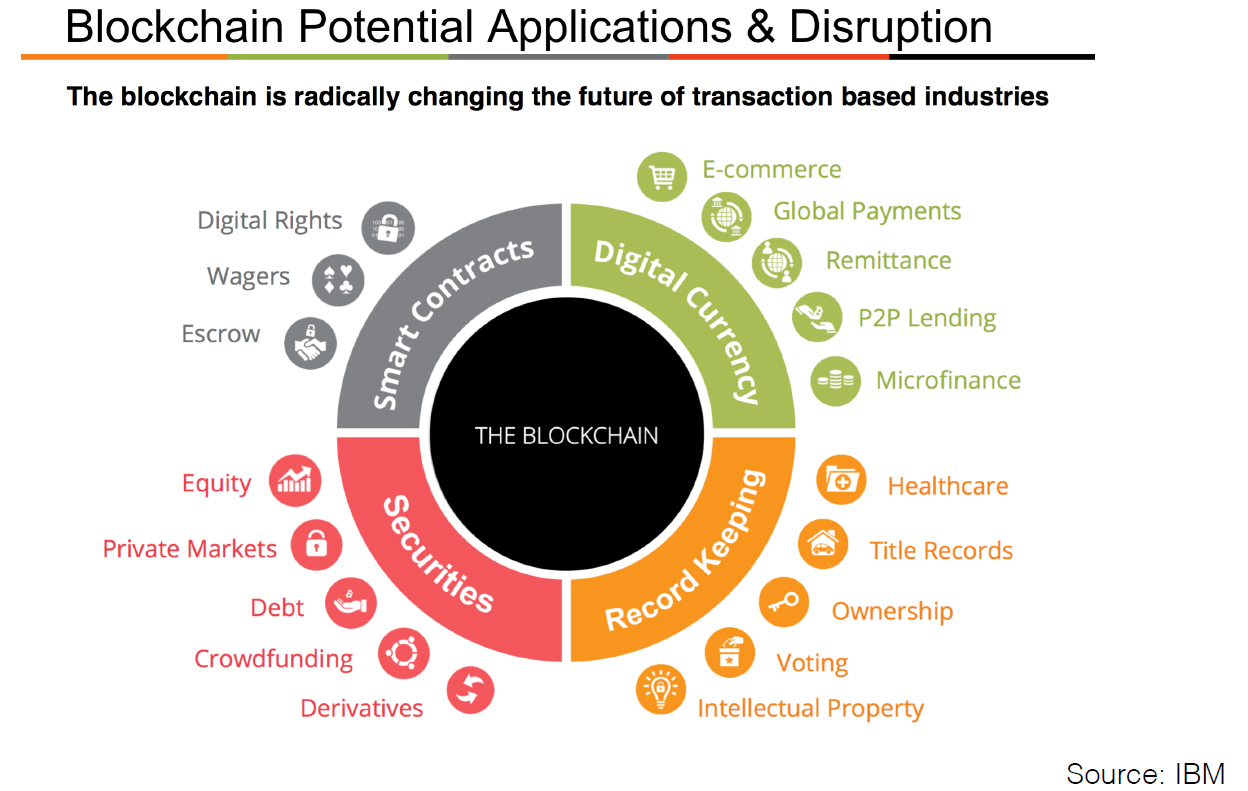 Blockchain Potential Applications & Disruption
The blockchain is radically changing the future of transaction based industries
Smart Contracts
Digital Rights
Wagers
Escrow
Digital Currency
E-commerce
Global Payments
Remittance
P2P Lending
Microfinance
THE BLOCKCHAIN
Securities
Equity
Private Markets
Debt
Crowdfunding
Derivatives
Record Keeping
Healthcare
Title Records
Ownership
Voting
Intellectual Property
Source: IBM